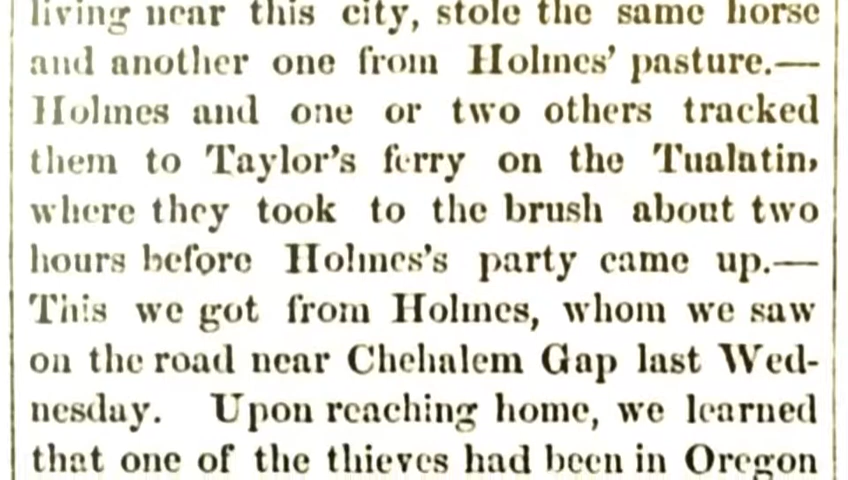 living near this city, stole the same horse
and another one from Holmes' pasture.—
Holmes and one or two others tracked
them to Taylor's ferry on the Tualatin,
where they took to the brush about two
hours before Holmes's party came up.—
This we got from Holmes, whom we saw
on the road near Chehalem Gap last Wed-
nesday. Upon reaching home, we learned
that one of the thieves had been in Oregon